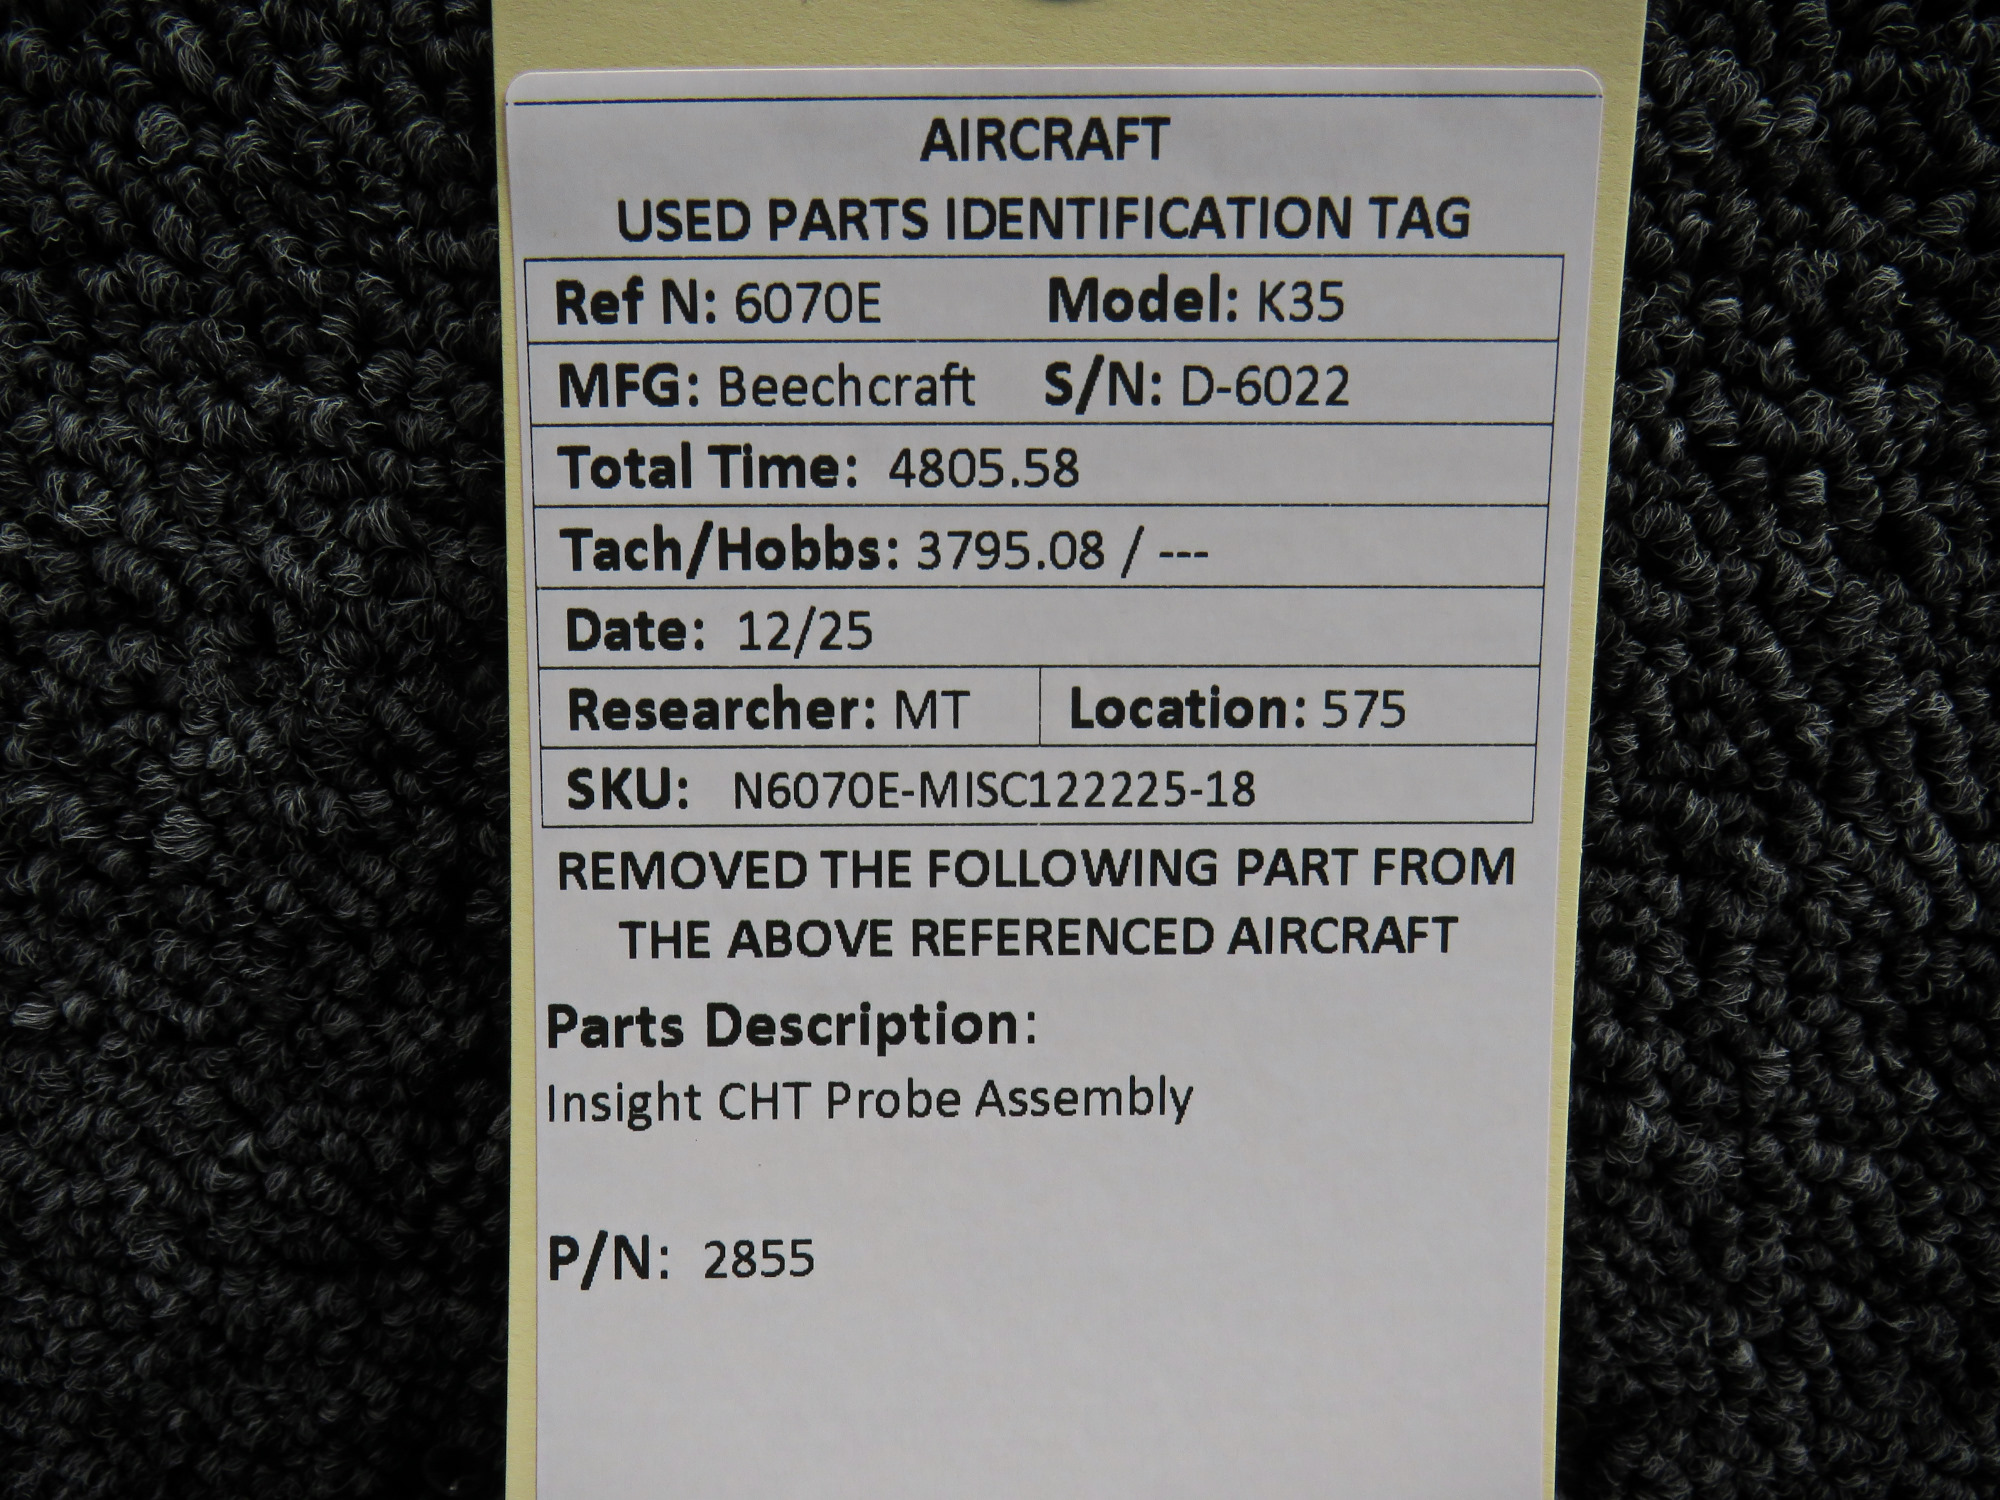 AIRCRAFT
USED PARTS IDENTIFICATION TAG
Ref N: 6070E Model: K35
MFG: Beechcraft S/N: D-6022
Total Time: 4805.58
Tach/Hobbs: 3795.08 / ---
Date: 12/25
Researcher: MT Location: 575
SKU: N6070E-MISC122225-18
REMOVED THE FOLLOWING PART FROM
THE ABOVE REFERENCED AIRCRAFT
Parts Description:
Insight CHT Probe Assembly
P/N: 2855